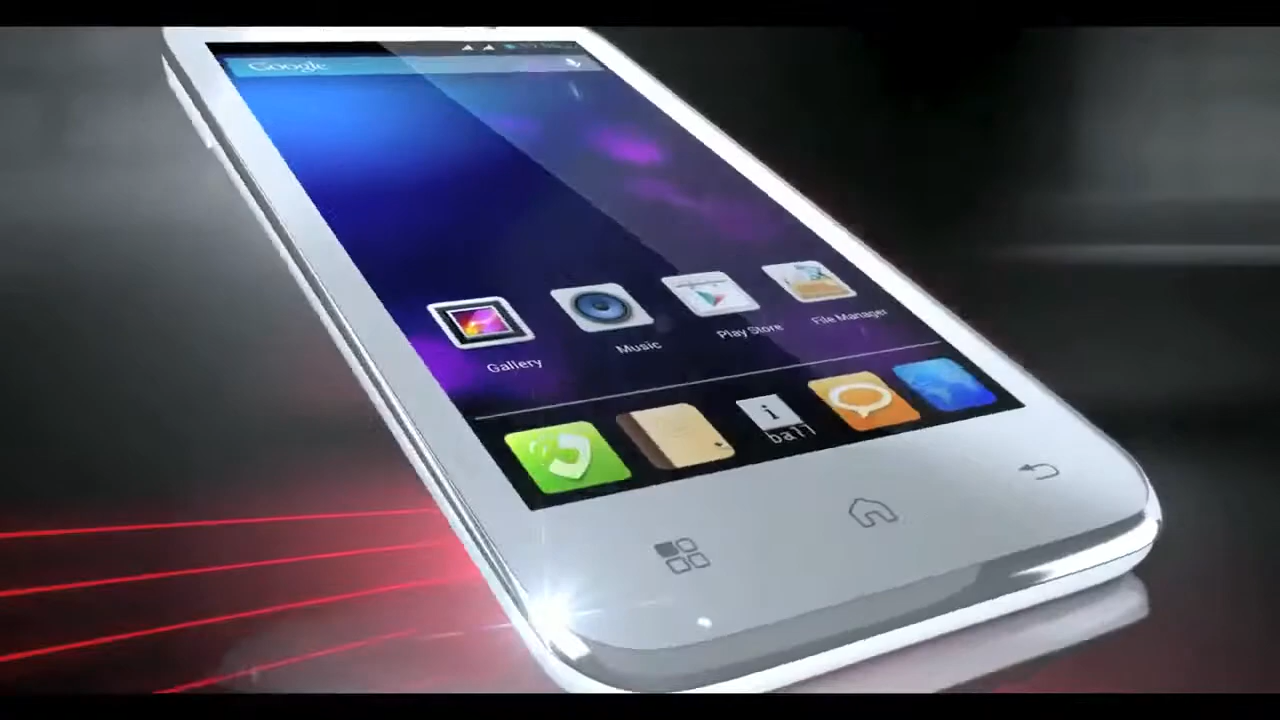 Google
Gallery
Music
Play Store
File Manager
i
ball